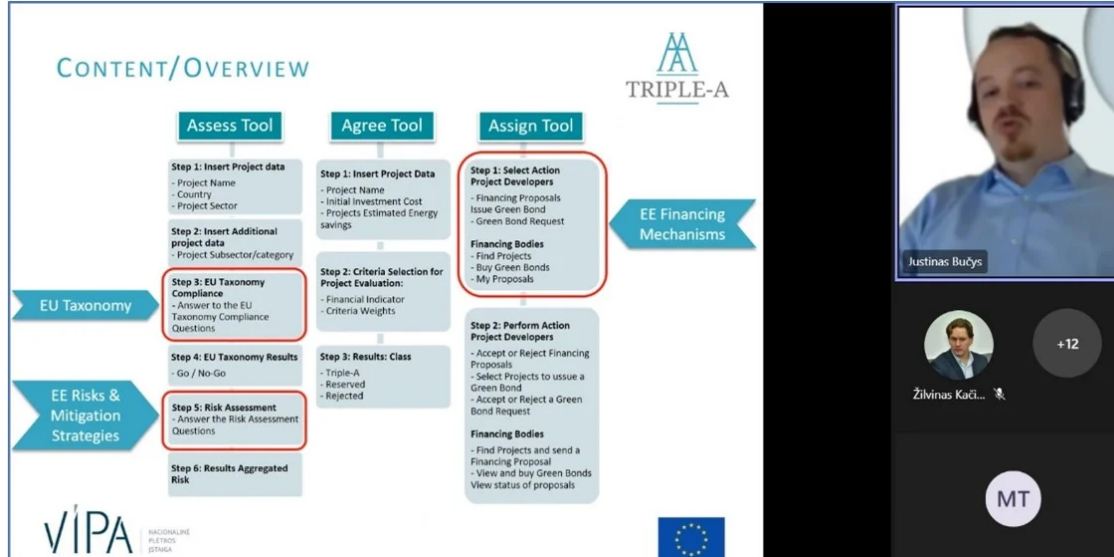 CONTENT/OVERVIEW
TRIPLE-A
Assess Tool
Step 1: Insert Project data
- Project Name
- Country
- Project Sector
Step 2: Insert Additional
project data
- Project Subsector/category
Step 3: EU Taxonomy
Compliance
- Answer to the EU
Taxonomy Compliance
Questions
Step 4: EU Taxonomy Results
- Go / No-Go
Step 5: Risk Assessment
- Answer the Risk Assessment
Questions
Step 6: Results Aggregated
Risk
EU Taxonomy
EE Risks &
Mitigation
Strategies
Agree Tool
Step 1: Insert Project Data
- Project Name
- Initial Investment Cost
- Projects Estimated Energy
savings
Step 2: Criteria Selection for
Project Evaluation:
- Financial Indicator
- Criteria Weights
Step 3: Results: Class
- Triple-A
- Reserved
- Rejected
Assign Tool
Step 1: Select Action
Project Developers
- Financing Proposals
Issue Green Bond
- Green Bond Request
Financing Bodies
- Find Projects
- Buy Green Bonds
- My Proposals
Step 2: Perform Action
Project Developers
- Accept or Reject Financing
Proposals
- Select Projects to ussue a
Green Bond
- Accept or Reject a Green
Bond Request
Financing Bodies
- Find Projects and send a
Financing Proposal
- View and buy Green Bonds
View status of proposals
EE Financing
Mechanisms
VIPA
NACIONALINĖ
PLĖTROS
ĮSTAIGA
Justinas Bučys
Žilvinas Kači...
+12
MT